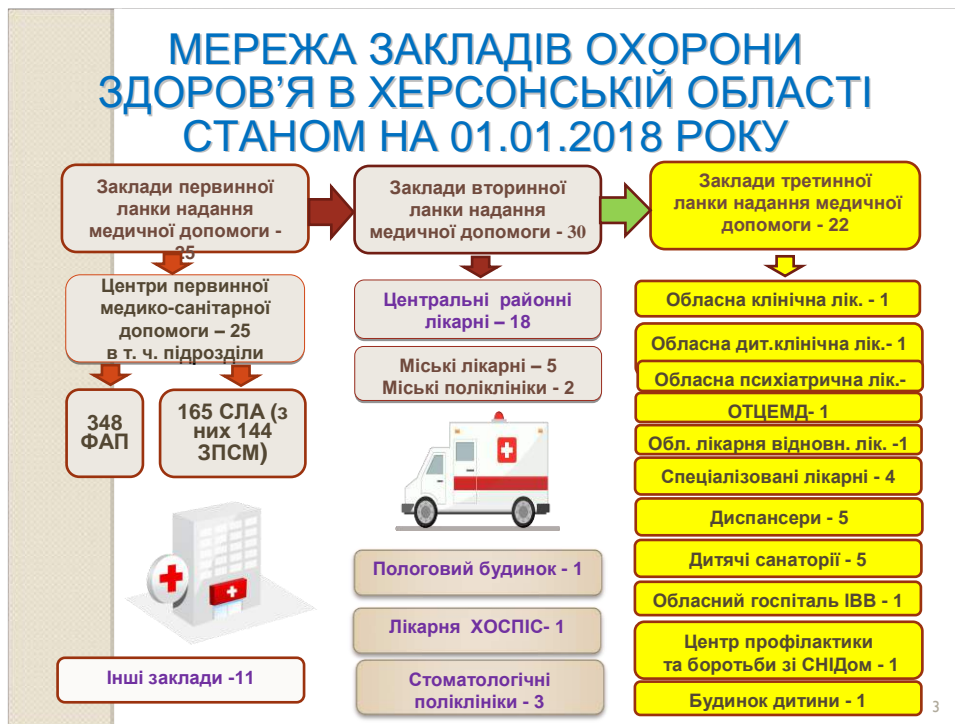 МЕРЕЖА ЗАКЛАДІВ ОХОРОНИ
ЗДОРОВ’Я В ХЕРСОНСЬКІЙ ОБЛАСТІ
СТАНОМ НА 01.01.2018 РОКУ
Заклади первинної
ланки надання
медичної допомоги -
25
Центри первинної
медико-санітарної
допомоги – 25
в т. ч. підрозділи
348
ФАП
165 СЛА (з
них 144
ЗПСМ)
Інші заклади -11
Заклади вторинної
ланки надання
медичної допомоги - 30
Центральні районні
лікарні – 18
Міські лікарні – 5
Міські поліклініки - 2
Пологовий будинок - 1
Лікарня ХОСПІС- 1
Стоматологічні
поліклініки - 3
Заклади третинної
ланки надання медичної
допомоги - 22
Обласна клінічна лік. - 1
Обласна дит.клінічна лік.- 1
Обласна психіатрична лік.-
ОТЦЕМД- 1
Обл. лікарня відновн. лік. -1
Спеціалізовані лікарні - 4
Диспансери - 5
Дитячі санаторії - 5
Обласний госпіталь ІВВ - 1
Центр профілактики
та боротьби зі СНІДом - 1
Будинок дитини - 1
3